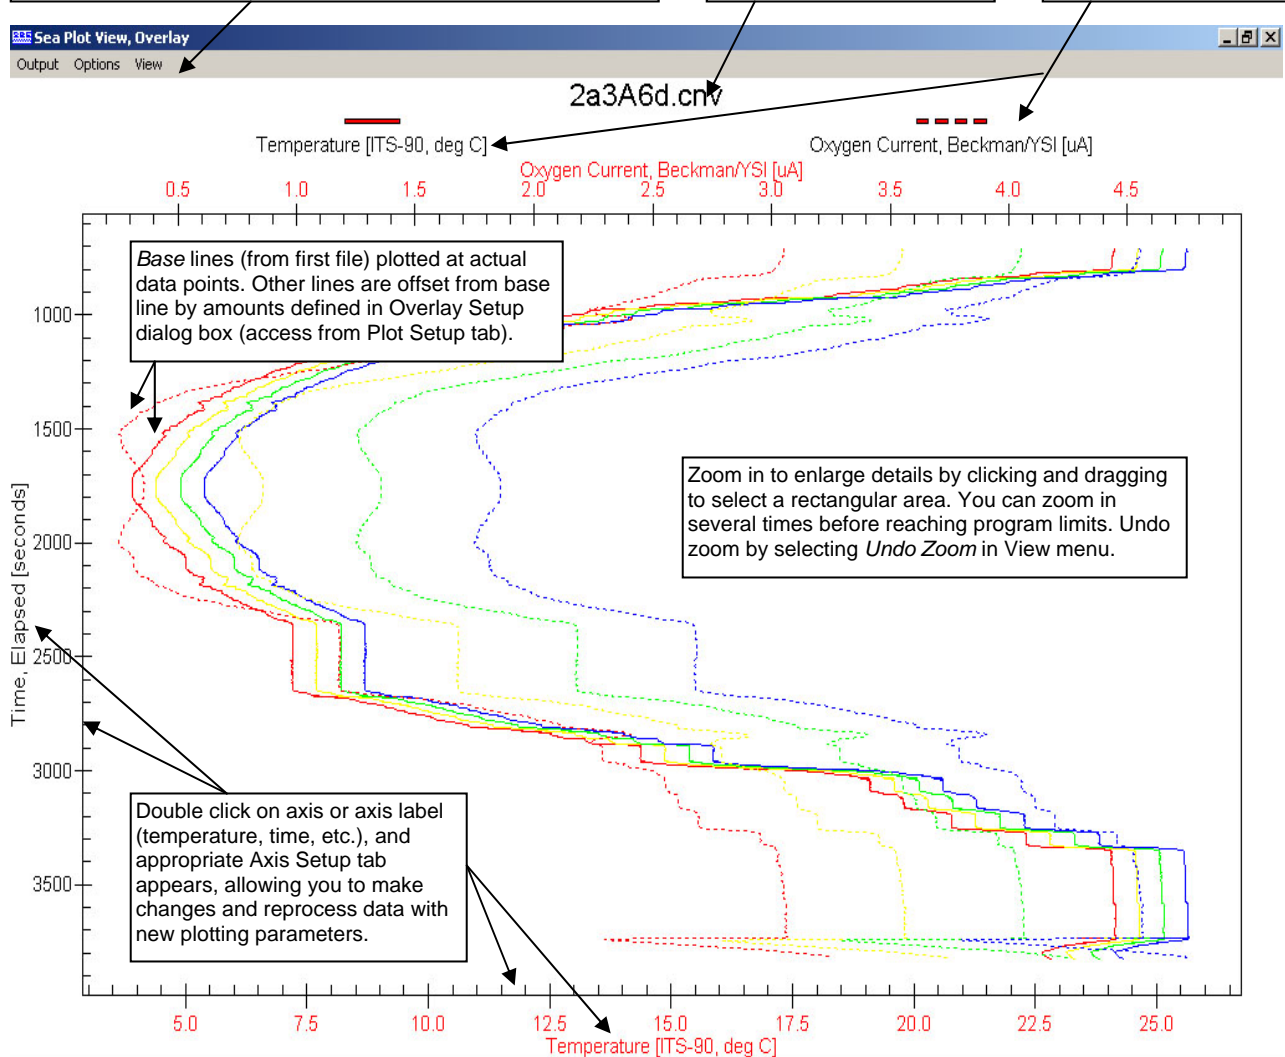 Sea Plot View, Overlay
Output Options View
2a3A6d.cnv
Temperature [ITS-90, deg C]
Oxygen Current, Beckman/YSI [uA]
Oxygen Current, Beckman/YSI [uA]
0.5 1.0 1.5 2.0 2.5 3.0 3.5 4.0 4.5
Base lines (from first file) plotted at actual
data points. Other lines are offset from base
line by amounts defined in Overlay Setup
dialog box (access from Plot Setup tab).
Zoom in to enlarge details by clicking and dragging
to select a rectangular area. You can zoom in
several times before reaching program limits. Undo
zoom by selecting Undo Zoom in View menu.
Double click on axis or axis label
(temperature, time, etc.), and
appropriate Axis Setup tab
appears, allowing you to make
changes and reprocess data with
new plotting parameters.
Time, Elapsed [seconds]
1000
1500
2000
2500
3000
3500
5.0 7.5 10.0 12.5 15.0 17.5 20.0 22.5 25.0
Temperature [ITS-90, deg C]